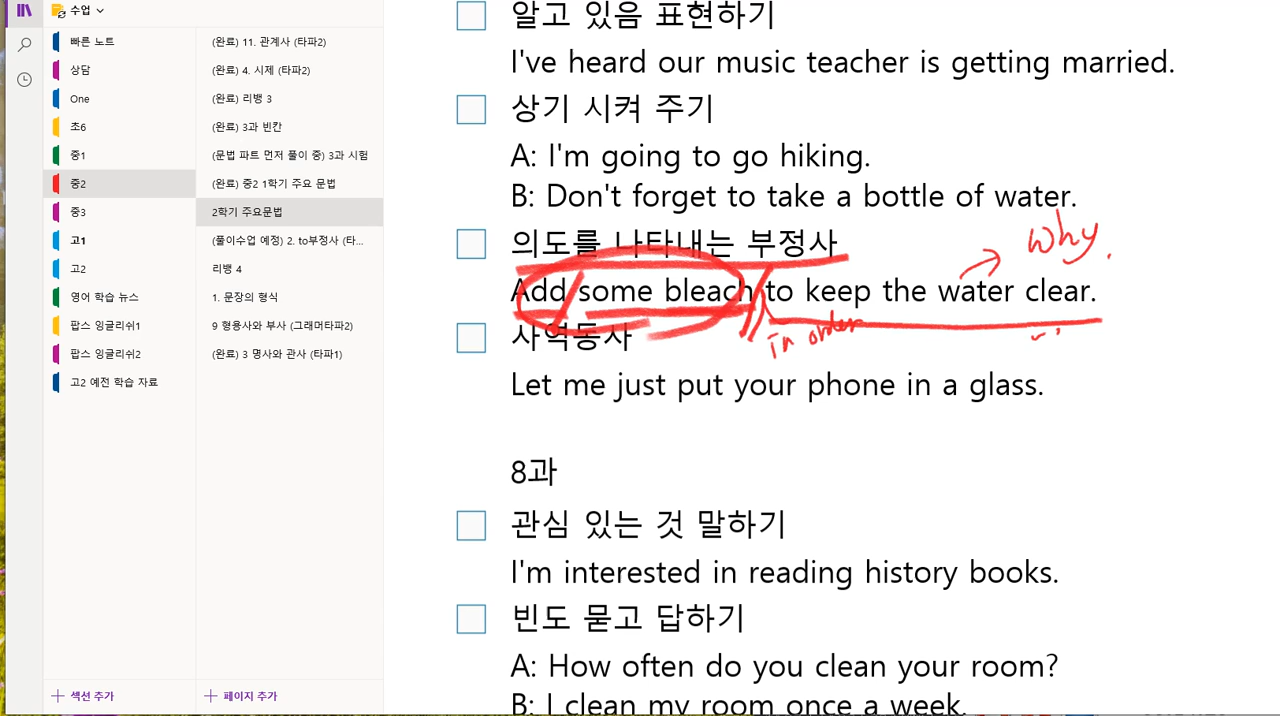 수업
빠른 노트
상담
One
초6
중1
중2
중3
고1
고2
영어 학습 뉴스
팝스 잉글리쉬1
팝스 잉글리쉬2
고2 예전 학습 자료
섹션 추가
(완료) 11. 관계사 (타파2)
(완료) 4. 시제 (타파2)
(완료) 리뱅 3
(완료) 3과 빈칸
(문법 파트 먼저 풀이 중) 3과 시험
(완료) 중2 1학기 주요 문법
2학기 주요문법
(풀이수업 예정) 2. to부정사 (타...
리뱅 4
1. 문장의 형식
9 형용사와 부사 (그래머타파2)
(완료) 3 명사와 관사 (타파1)
페이지 추가
알고 있음 표현하기
I've heard our music teacher is getting married.
상기 시켜 주기
A: I'm going to go hiking.
B: Don't forget to take a bottle of water.
의도를 나타내는 부정사
why.
Add some bleach to keep the water clear.
in order
사역동사
Let me just put your phone in a glass.
8과
관심 있는 것 말하기
I'm interested in reading history books.
빈도 묻고 답하기
A: How often do you clean your room?
B: I clean my room once a week.